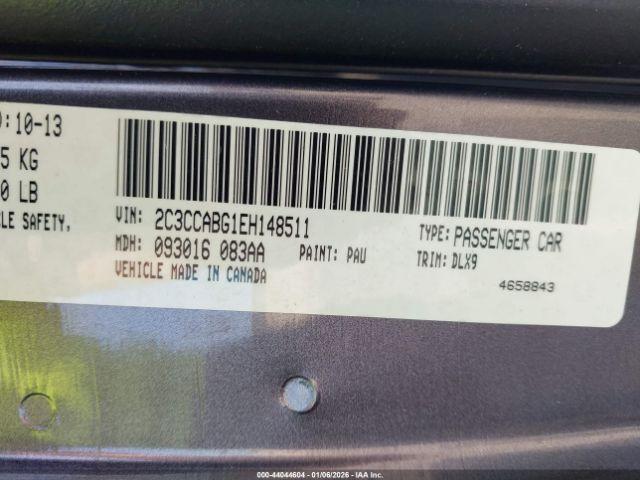 : 10-13
5 KG
0 LB
CLE SAFETY,
VIN: 2C3CCABG1EH148511
TYPE: PASSENGER CAR
MDH: 093016 083AA PAINT: PAU
TRIM: DLX9
VEHICLE MADE IN CANADA
4658843
000-44044604 | 01/06/2026 | © IAA Inc.